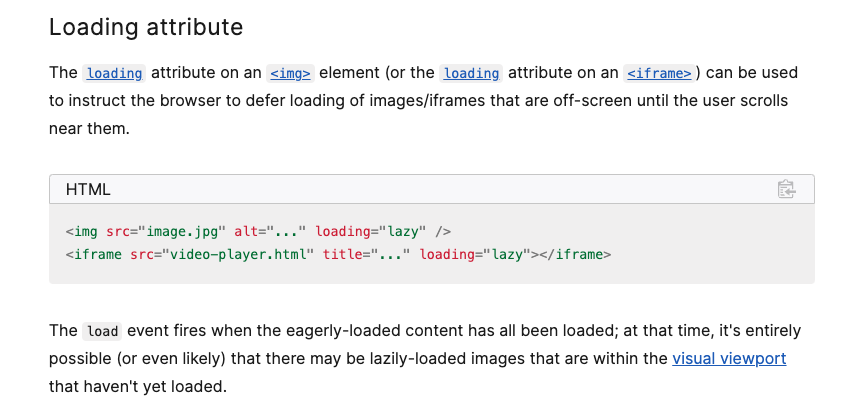 Loading attribute
The loading attribute on an <img> element (or the loading attribute on an <iframe>) can be used
to instruct the browser to defer loading of images/iframes that are off-screen until the user scrolls
near them.
HTML
<img src="image.jpg" alt="..." loading="lazy" />
<iframe src="video-player.html" title="..." loading="lazy"></iframe>
The load event fires when the eagerly-loaded content has all been loaded; at that time, it's entirely
possible (or even likely) that there may be lazily-loaded images that are within the visual viewport
that haven't yet loaded.